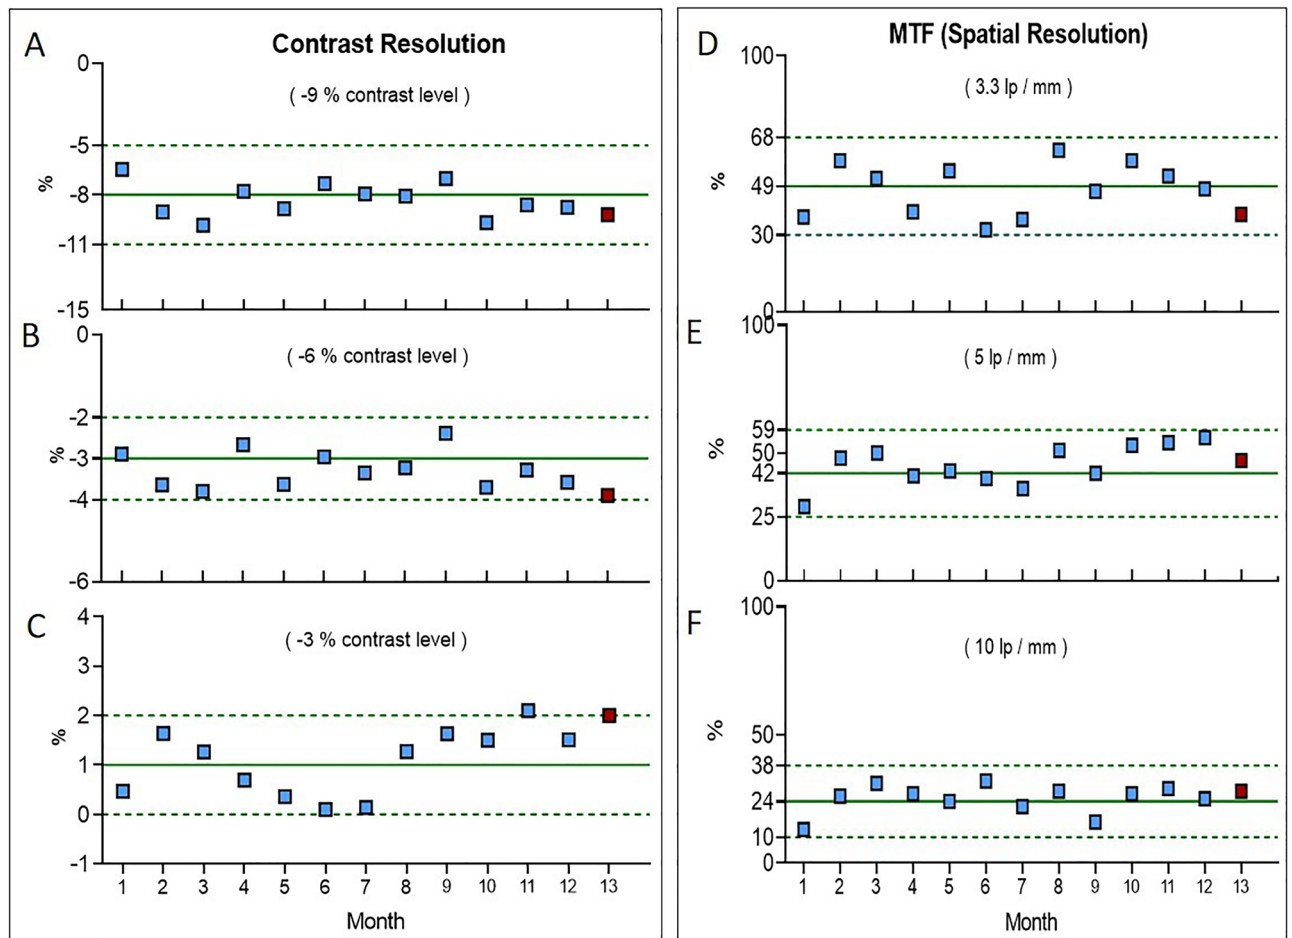 A
Contrast Resolution
( -9 % contrast level )
0
-5
-8
-11
-15
%
B
( -6 % contrast level )
0
-2
-3
-4
-6
%
C
( -3 % contrast level )
4
3
2
1
0
-1
%
1 2 3 4 5 6 7 8 9 10 11 12 13
Month
D
MTF (Spatial Resolution)
( 3.3 lp / mm )
100
68
49
30
0
%
E
( 5 lp / mm )
100
59
50
42
25
0
%
F
( 10 lp / mm )
100
50
38
24
10
0
%
1 2 3 4 5 6 7 8 9 10 11 12 13
Month